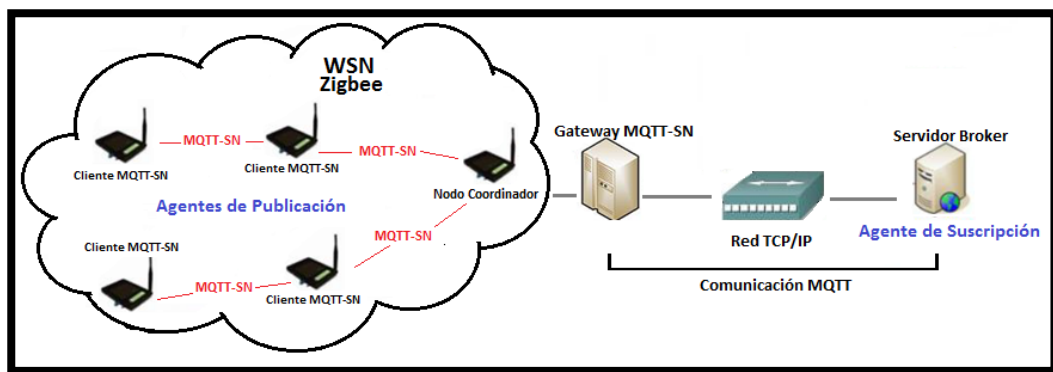 WSN
Zigbee
MQTT-SN
MQTT-SN
Cliente MQTT-SN
Cliente MQTT-SN
Nodo Coordinador
Agentes de Publicación
MQTT-SN
Cliente MQTT-SN
MQTT-SN
Cliente MQTT-SN
Gateway MQTT-SN
Servidor Broker
Red TCP/IP
Agente de Suscripción
Comunicación MQTT